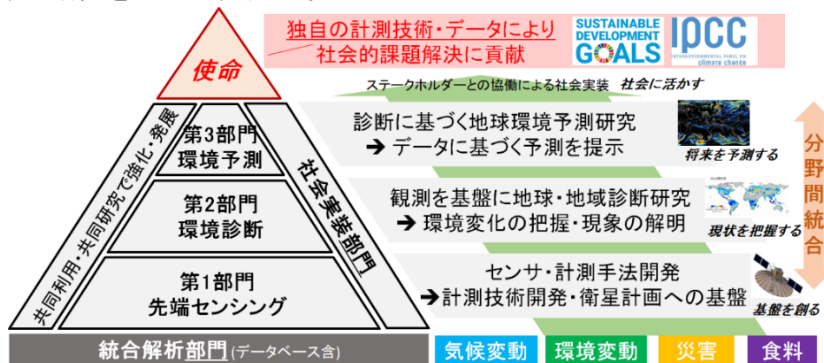 独自の計測技術・データにより
社会的課題解決に貢献
SUSTAINABLE
DEVELOPMENT
GOALS
ipcc
INTERGOVERNMENTAL PANEL ON
climate change
使命
ステークホルダーとの協働による社会実装 社会に活かす
共同利用・共同研究で強化・発展
社会実装部門
第3部門
環境予測
診断に基づく地球環境予測研究
➔ データに基づく予測を提示
将来を予測する
第2部門
環境診断
観測を基盤に地球・地域診断研究
➔ 環境変化の把握・現象の解明
現状を把握する
第1部門
先端センシング
センサ・計測手法開発
➔計測技術開発・衛星計画への基盤
基盤を創る
分野間統合
統合解析部門(データベース含)
気候変動
環境変動
災害
食料